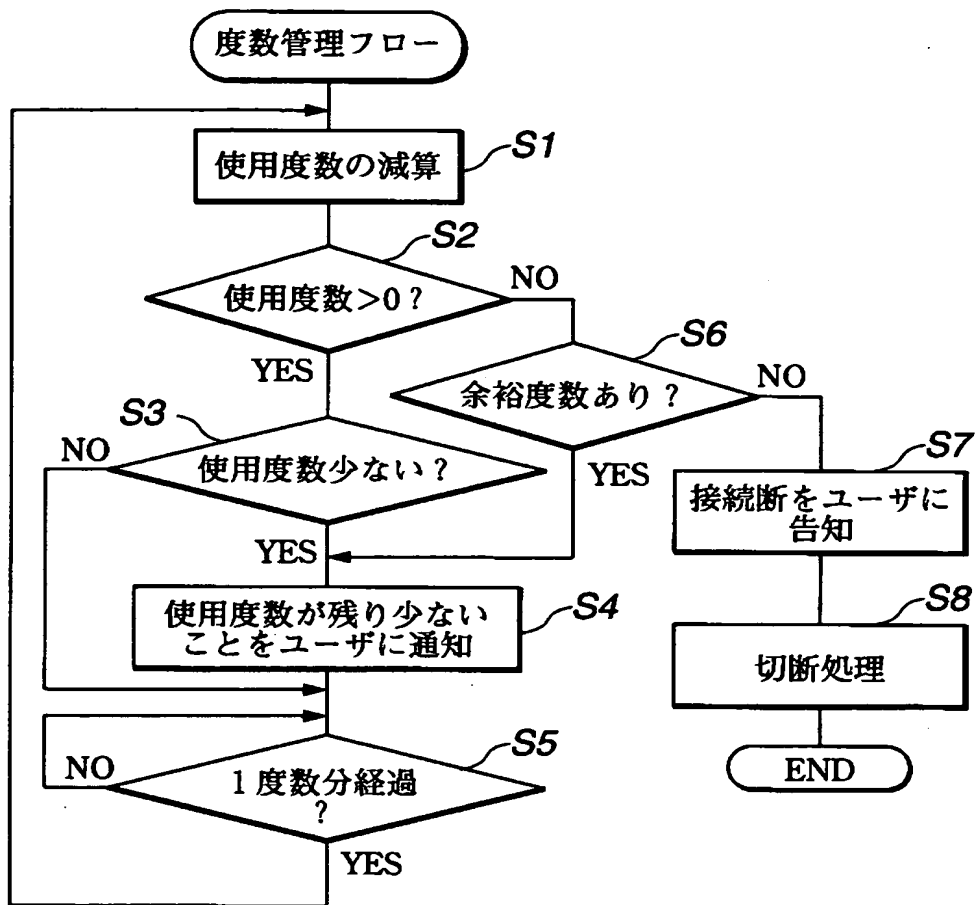 度数管理フロー
使用度数の減算
S1
使用度数>0?
S2
NO
YES
余裕度数あり?
S6
NO
YES
使用度数少ない?
S3
NO
YES
使用度数が残り少ない
ことをユーザに通知
S4
接続断をユーザに
告知
S7
切断処理
S8
END
1度数分経過
?
S5
NO
YES